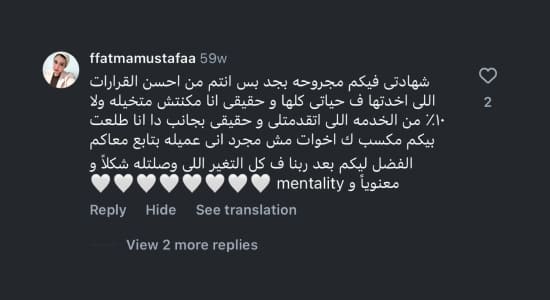 ffatmamustafaa 59w
شهادتى فيكم مجروحه بجد بس انتم من احسن القرارات
اللى اخدتها ف حياتى كلها و حقيقى انا مكنتش متخيله ولا
١٠٪ من الخدمه اللى اتقدمتلى و حقيقى بجانب دا انا طلعت
بيكم مكسب ك اخوات مش مجرد انى عميله بتابع معاكم
الفضل ليكم بعد ربنا ف كل التغير اللى وصلتله شكلاً و
معنوياً و mentality 🤍🤍🤍🤍🤍🤍🤍🤍
2
Reply Hide See translation
View 2 more replies